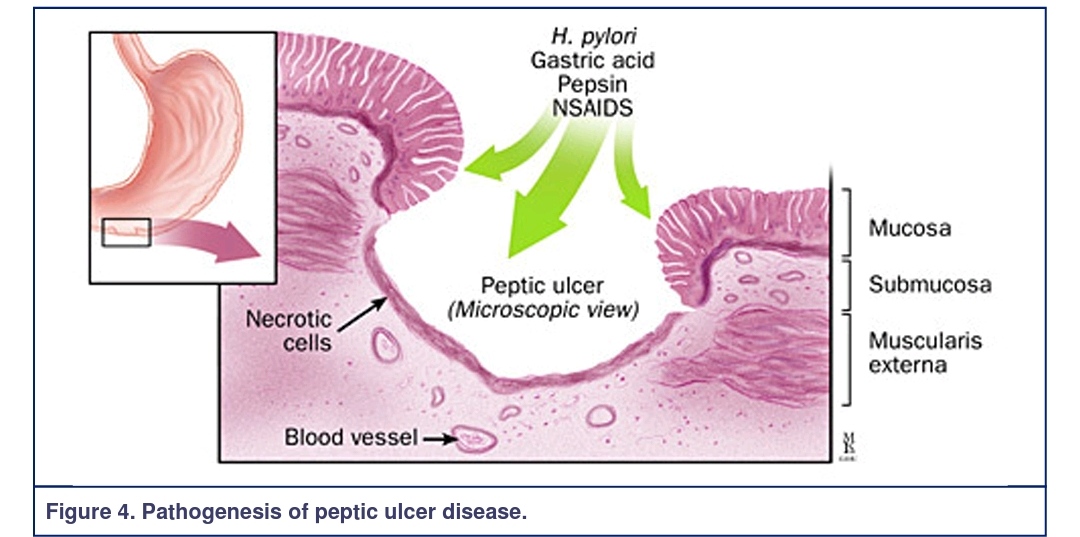 H. pylori
Gastric acid
Pepsin
NSAIDS
Mucosa
Peptic ulcer
(Microscopic view)
Submucosa
Necrotic
cells
Muscularis
externa
Blood vessel
Figure 4. Pathogenesis of peptic ulcer disease.